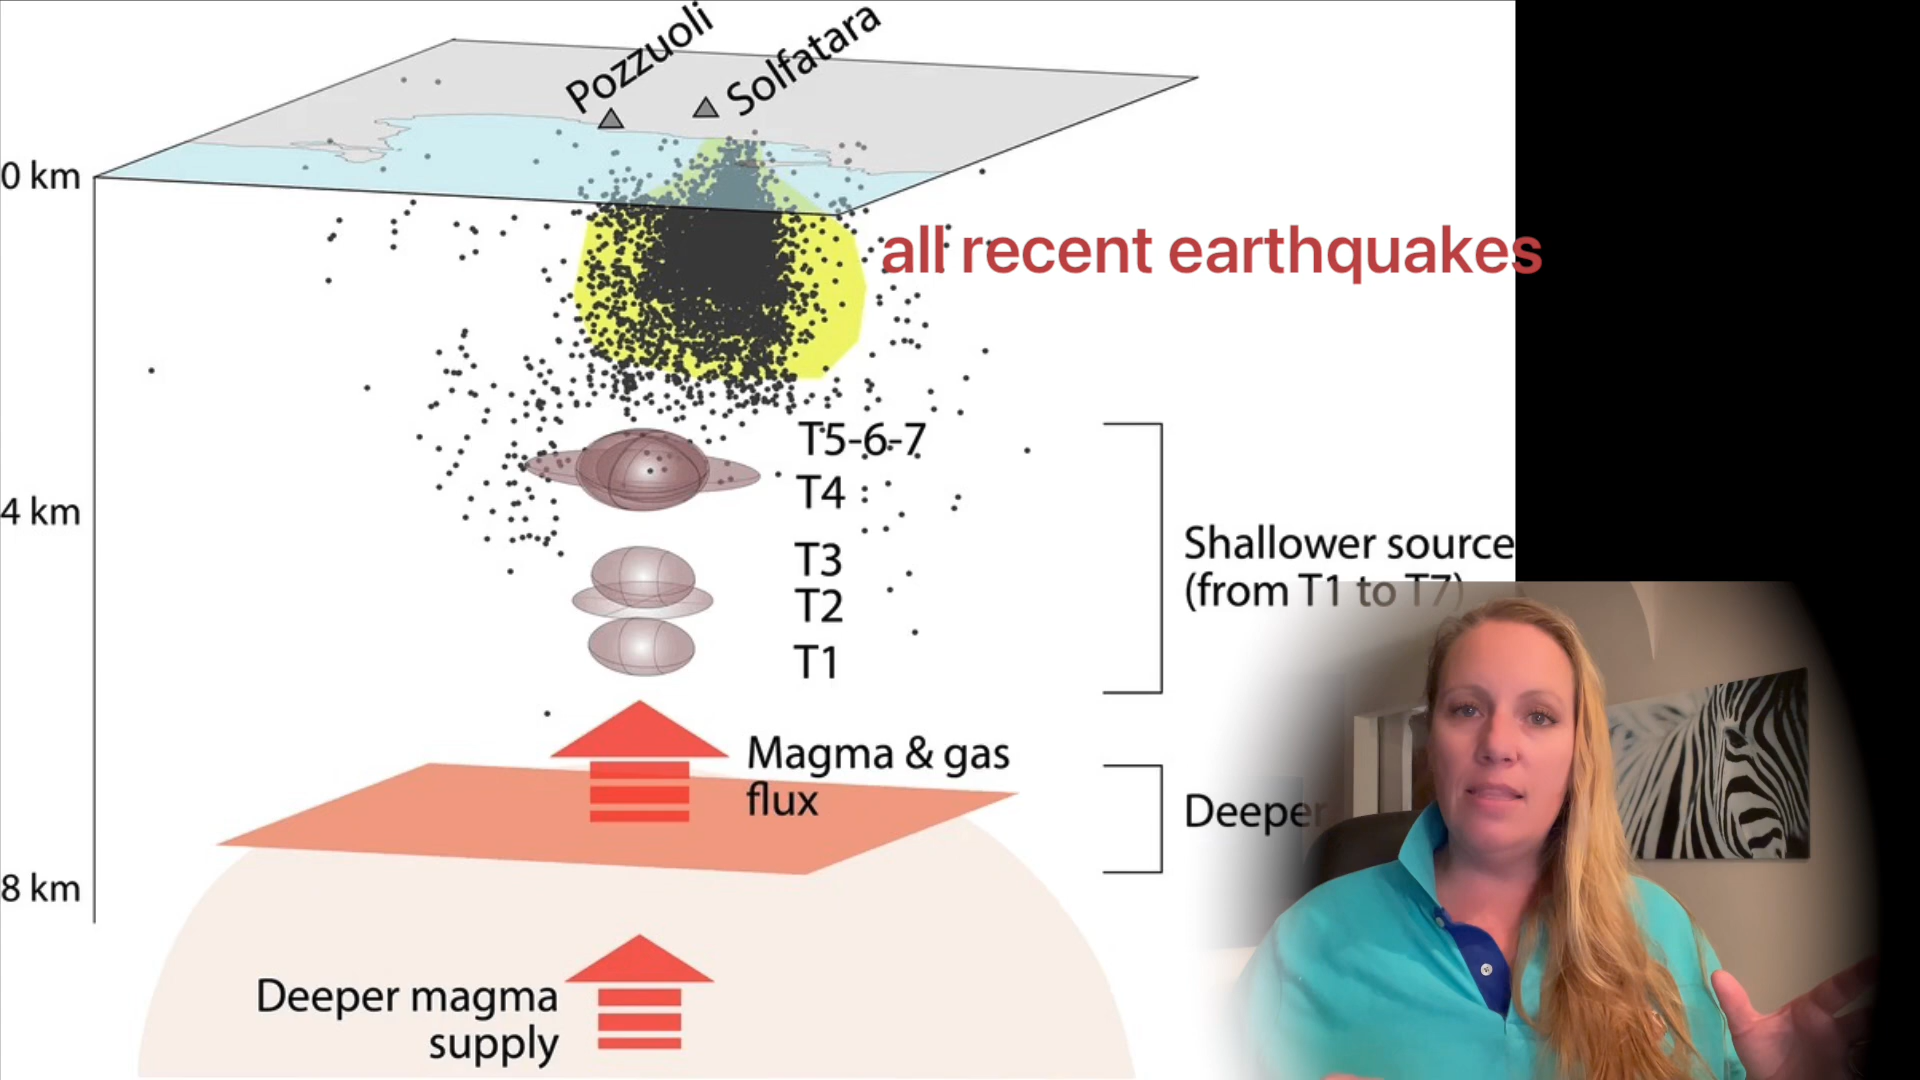 Pozzuoli
Solfatara
0 km
all recent earthquakes
T5-6-7
T4
4 km
Shallower source
(from T1 to T7)
T3
T2
T1
Magma & gas
flux
Deeper
8 km
Deeper magma
supply